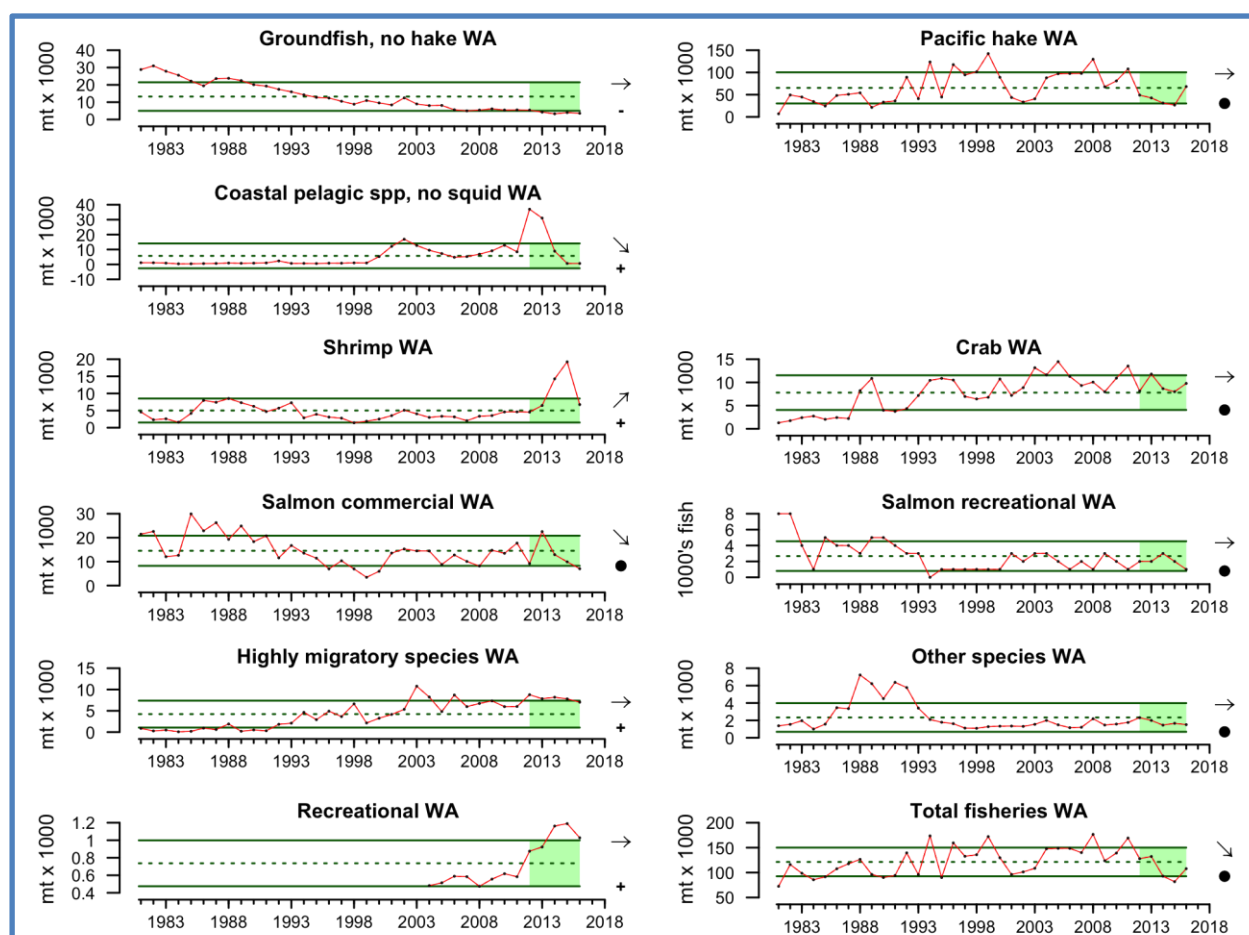 Groundfish, no hake WA
mt x 1000
40
30
20
10
0
1983 1988 1993 1998 2003 2008 2013 2018
→
-
Pacific hake WA
mt x 1000
150
100
50
0
1983 1988 1993 1998 2003 2008 2013 2018
→
●
Coastal pelagic spp, no squid WA
mt x 1000
40
30
20
10
0
-10
1983 1988 1993 1998 2003 2008 2013 2018
↘
+
Shrimp WA
mt x 1000
20
15
10
5
0
1983 1988 1993 1998 2003 2008 2013 2018
↗
+
Crab WA
mt x 1000
15
10
5
0
1983 1988 1993 1998 2003 2008 2013 2018
→
●
Salmon commercial WA
mt x 1000
30
20
10
0
1983 1988 1993 1998 2003 2008 2013 2018
↘
●
Salmon recreational WA
1000's fish
8
6
4
2
0
1983 1988 1993 1998 2003 2008 2013 2018
→
●
Highly migratory species WA
mt x 1000
15
10
5
0
1983 1988 1993 1998 2003 2008 2013 2018
→
+
Other species WA
mt x 1000
8
6
4
2
0
1983 1988 1993 1998 2003 2008 2013 2018
→
●
Recreational WA
mt x 1000
1.2
1
0.8
0.6
0.4
1983 1988 1993 1998 2003 2008 2013 2018
→
+
Total fisheries WA
mt x 1000
200
150
100
50
1983 1988 1993 1998 2003 2008 2013 2018
↘
●